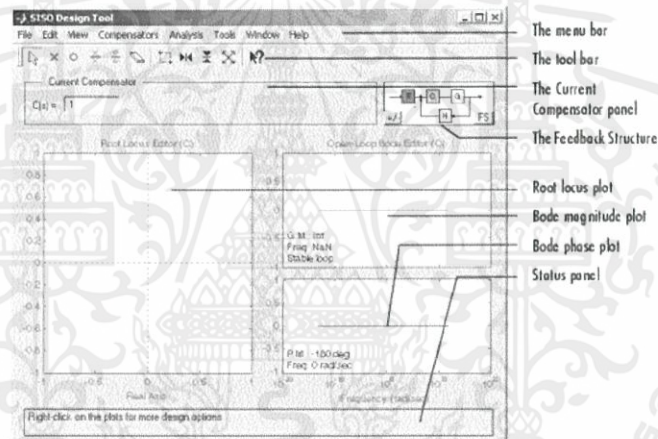 SISO Design Tool
File Edit View Compensators Analysis Tools Window Help
Current Compensator
C(s) = 1
FS
Root Locus Editor (C)
Open-Loop Bode Editor (C)
G.M.: Inf
Freq: NaN
Stable loop
P.M.: -180 deg
Freq: 0 rad/sec
Real Axis
Frequency (rad/sec)
Right-click on the plots for more design options
The menu bar
The tool bar
The Current
Compensator panel
The Feedback Structure
Root locus plot
Bode magnitude plot
Bode phase plot
Status panel